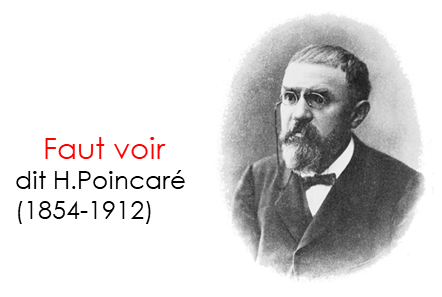 Faut voir
dit H.Poincaré
(1854-1912)